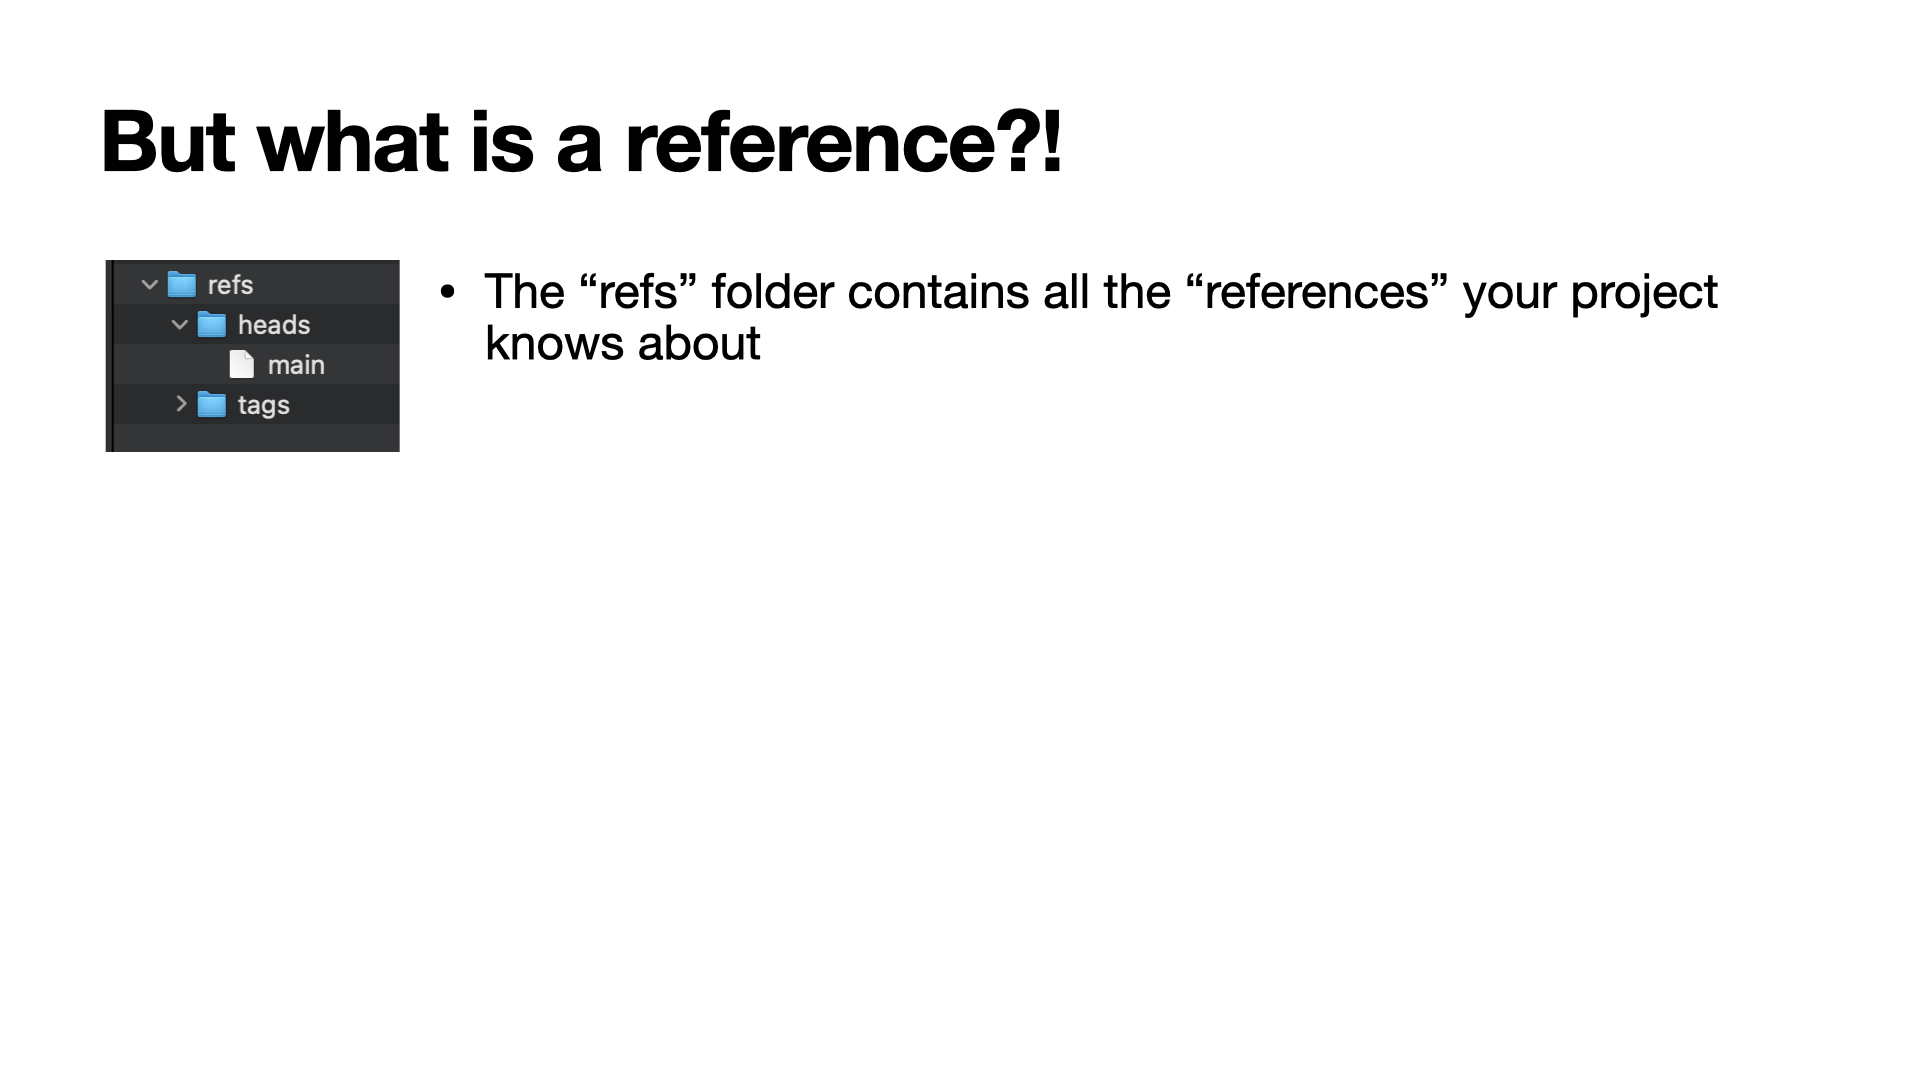 But what is a reference?!
refs
heads
main
tags
• The “refs” folder contains all the “references” your project
knows about